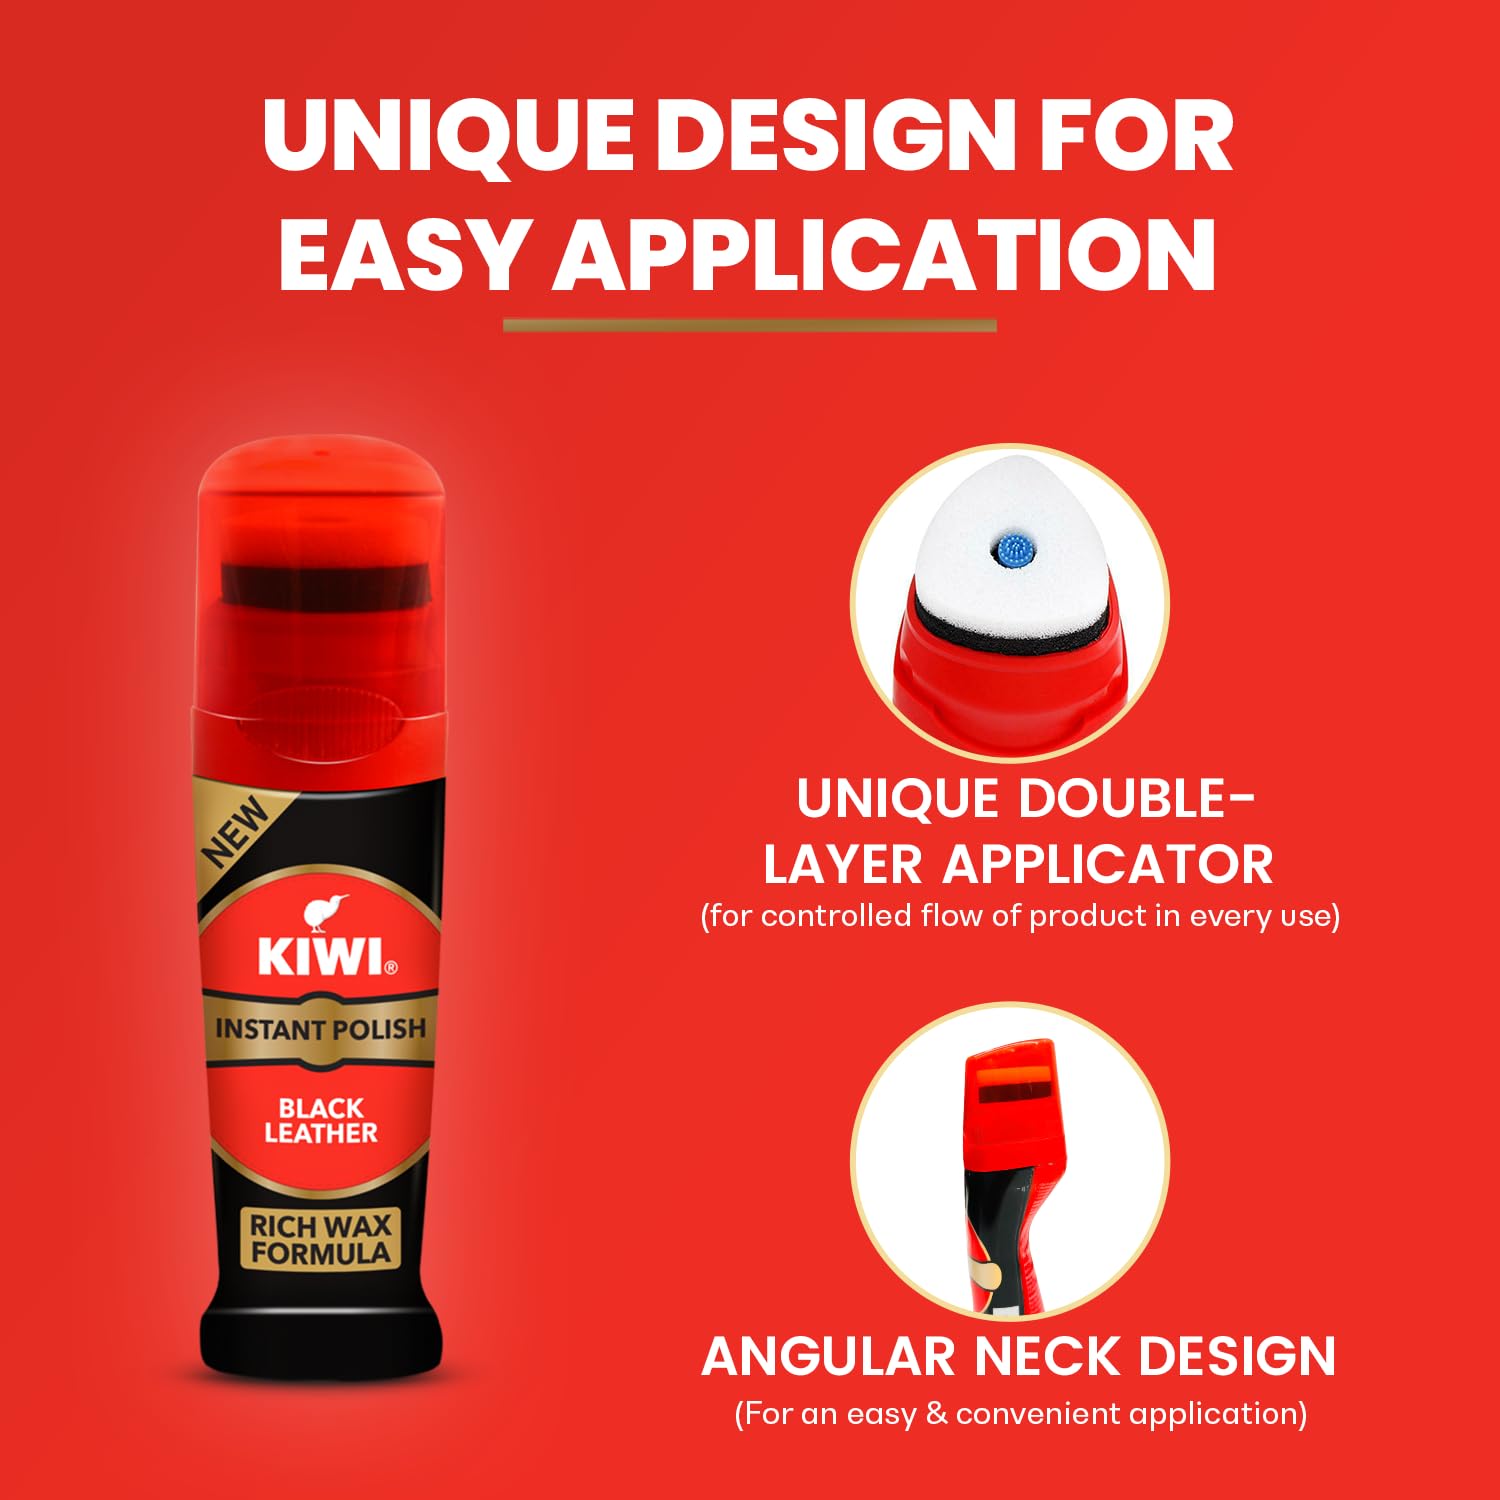 UNIQUE DESIGN FOR
EASY APPLICATION
NEW
KIWI®
INSTANT POLISH
BLACK
LEATHER
RICH WAX
FORMULA
UNIQUE DOUBLE-
LAYER APPLICATOR
(for controlled flow of product in every use)
ANGULAR NECK DESIGN
(For an easy & convenient application)